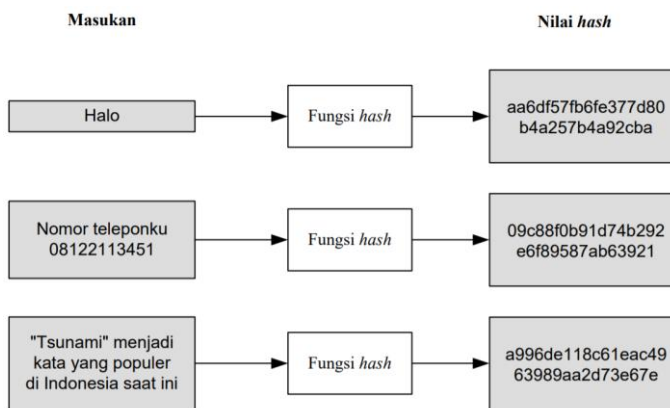 Masukan
Nilai hash
Halo
Fungsi hash
aa6df57fb6fe377d80
b4a257b4a92cba
Nomor teleponku
08122113451
Fungsi hash
09c88f0b91d74b292
e6f89587ab63921
"Tsunami" menjadi
kata yang populer
di Indonesia saat ini
Fungsi hash
a996de118c61eac49
63989aa2d73e67e